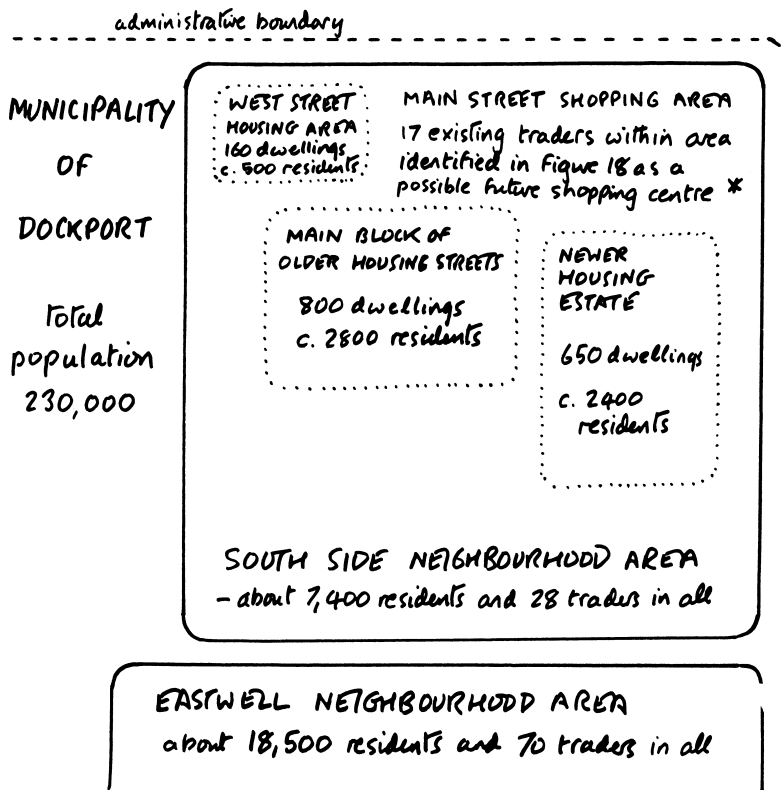 administrative boundary
MUNICIPALITY
OF
DOCKPORT
total
population
230,000
WEST STREET
HOUSING AREA
160 dwellings
c. 500 residents
MAIN STREET SHOPPING AREA
17 existing traders within area
identified in Figure 18 as a
possible future shopping centre *
MAIN BLOCK OF
OLDER HOUSING STREETS
800 dwellings
c. 2800 residents
NEWER
HOUSING
ESTATE
650 dwellings
c. 2400
residents
SOUTH SIDE NEIGHBOURHOOD AREA
- about 7,400 residents and 28 traders in all
EASTWELL NEIGHBOURHOOD AREA
about 18,500 residents and 70 traders in all